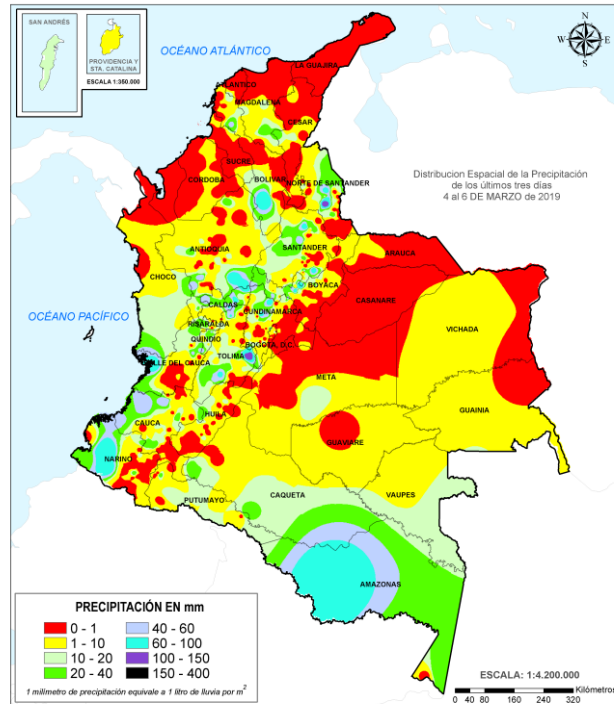 SAN ANDRÉS
PROVIDENCIA Y
STA. CATALINA
ESCALA 1:350.000
OCÉANO ATLÁNTICO
N
W
E
S
LA GUAJIRA
ATLANTICO
MAGDALENA
CESAR
SUCRE
CORDOBA
BOLIVAR
NORTE DE SANTANDER
Distribucion Espacial de la Precipitación
de los últimos tres días
4 al 6 DE MARZO de 2019
ANTIOQUIA
SANTANDER
ARAUCA
CHOCO
BOYACA
CASANARE
OCÉANO PACÍFICO
CALDAS
CUNDINAMARCA
RISARALDA
VICHADA
QUINDIO
BOGOTA, D.C.
TOLIMA
VALLE DEL CAUCA
META
GUAINIA
HUILA
CAUCA
GUAVIARE
NARIÑO
CAQUETA
VAUPES
PUTUMAYO
AMAZONAS
PRECIPITACIÓN EN mm
0 - 1
40 - 60
1 - 10
60 - 100
10 - 20
100 - 150
20 - 40
150 - 400
1 milímetro de precipitación equivale a 1 litro de lluvia por m²
ESCALA: 1:4.200.000
Kilómetros
0 40 80 160 240 320